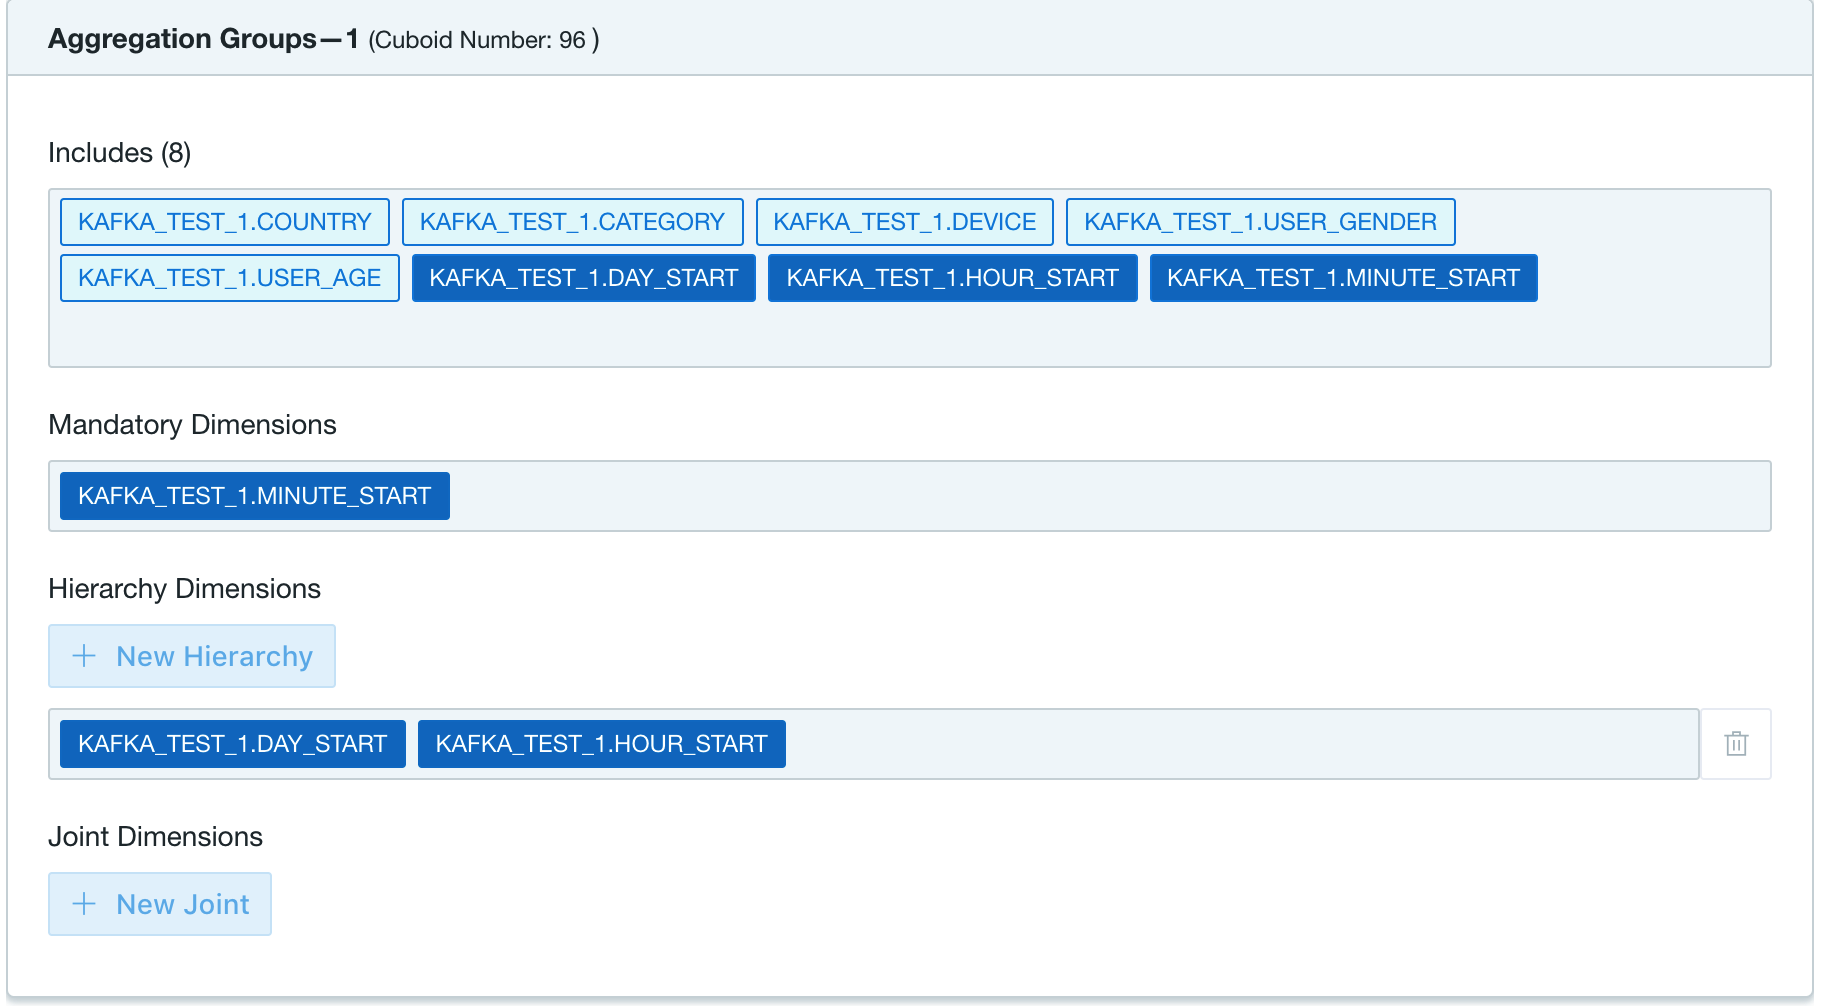 Aggregation Groups—1 (Cuboid Number: 96 )
Includes (8)
KAFKA_TEST_1.COUNTRY KAFKA_TEST_1.CATEGORY KAFKA_TEST_1.DEVICE KAFKA_TEST_1.USER_GENDER
KAFKA_TEST_1.USER_AGE KAFKA_TEST_1.DAY_START KAFKA_TEST_1.HOUR_START KAFKA_TEST_1.MINUTE_START
Mandatory Dimensions
KAFKA_TEST_1.MINUTE_START
Hierarchy Dimensions
+ New Hierarchy
KAFKA_TEST_1.DAY_START KAFKA_TEST_1.HOUR_START
Joint Dimensions
+ New Joint